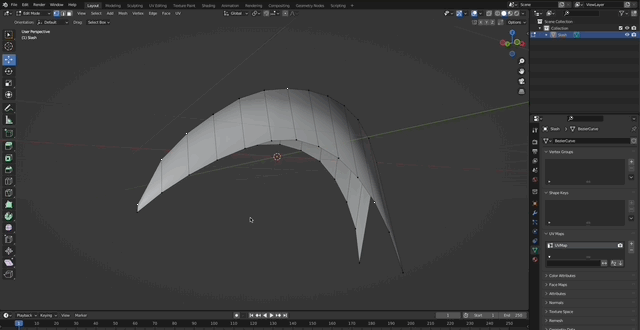 File Edit Render Window Help
Layout Modeling Sculpting UV Editing Texture Paint Shading Animation Rendering Compositing Geometry Nodes Scripting
Scene ViewLayer
Edit Mode View Select Add Mesh Vertex Edge Face UV
Global
Orientation: Default Drag: Select Box
Options
User Perspective
(1) Slash
Scene Collection
Collection
Slash
Slash BezierCurve
BezierCurve
Vertex Groups
Shape Keys
UV Maps
UVMap
Color Attributes
Face Maps
Attributes
Normals
Texture Space
Remesh
Playback Keying View Marker
1 Start 1 End 250